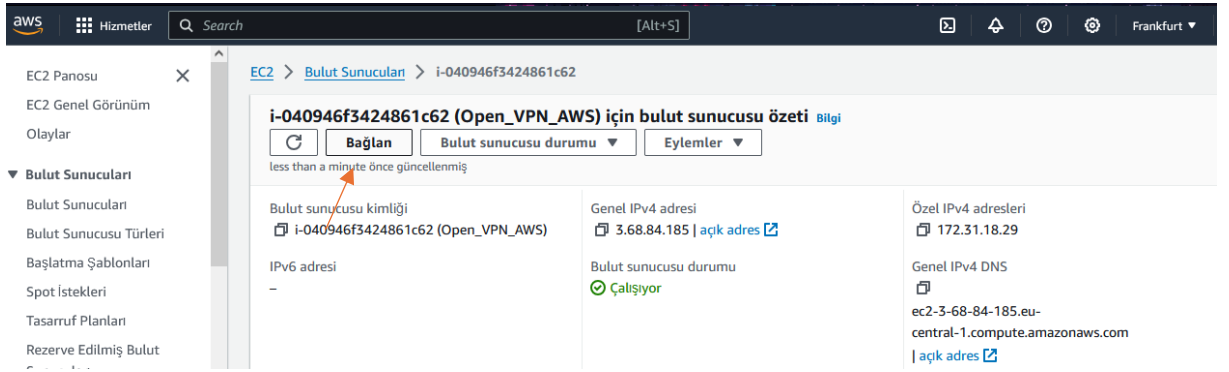 aws
Hizmetler
Search
[Alt+S]
Frankfurt
EC2 Panosu
EC2 Genel Görünüm
Olaylar
Bulut Sunucuları
Bulut Sunucuları
Bulut Sunucusu Türleri
Başlatma Şablonları
Spot İstekleri
Tasarruf Planları
Rezerve Edilmiş Bulut
EC2 > Bulut Sunucuları > i-040946f3424861c62
i-040946f3424861c62 (Open_VPN_AWS) için bulut sunucusu özeti Bilgi
Bağlan
Bulut sunucusu durumu
Eylemler
less than a minute önce güncellenmiş
Bulut sunucusu kimliği
i-040946f3424861c62 (Open_VPN_AWS)
IPv6 adresi
–
Genel IPv4 adresi
3.68.84.185 | açık adres
Bulut sunucusu durumu
Çalışıyor
Özel IPv4 adresleri
172.31.18.29
Genel IPv4 DNS
ec2-3-68-84-185.eu-
central-1.compute.amazonaws.com
| açık adres